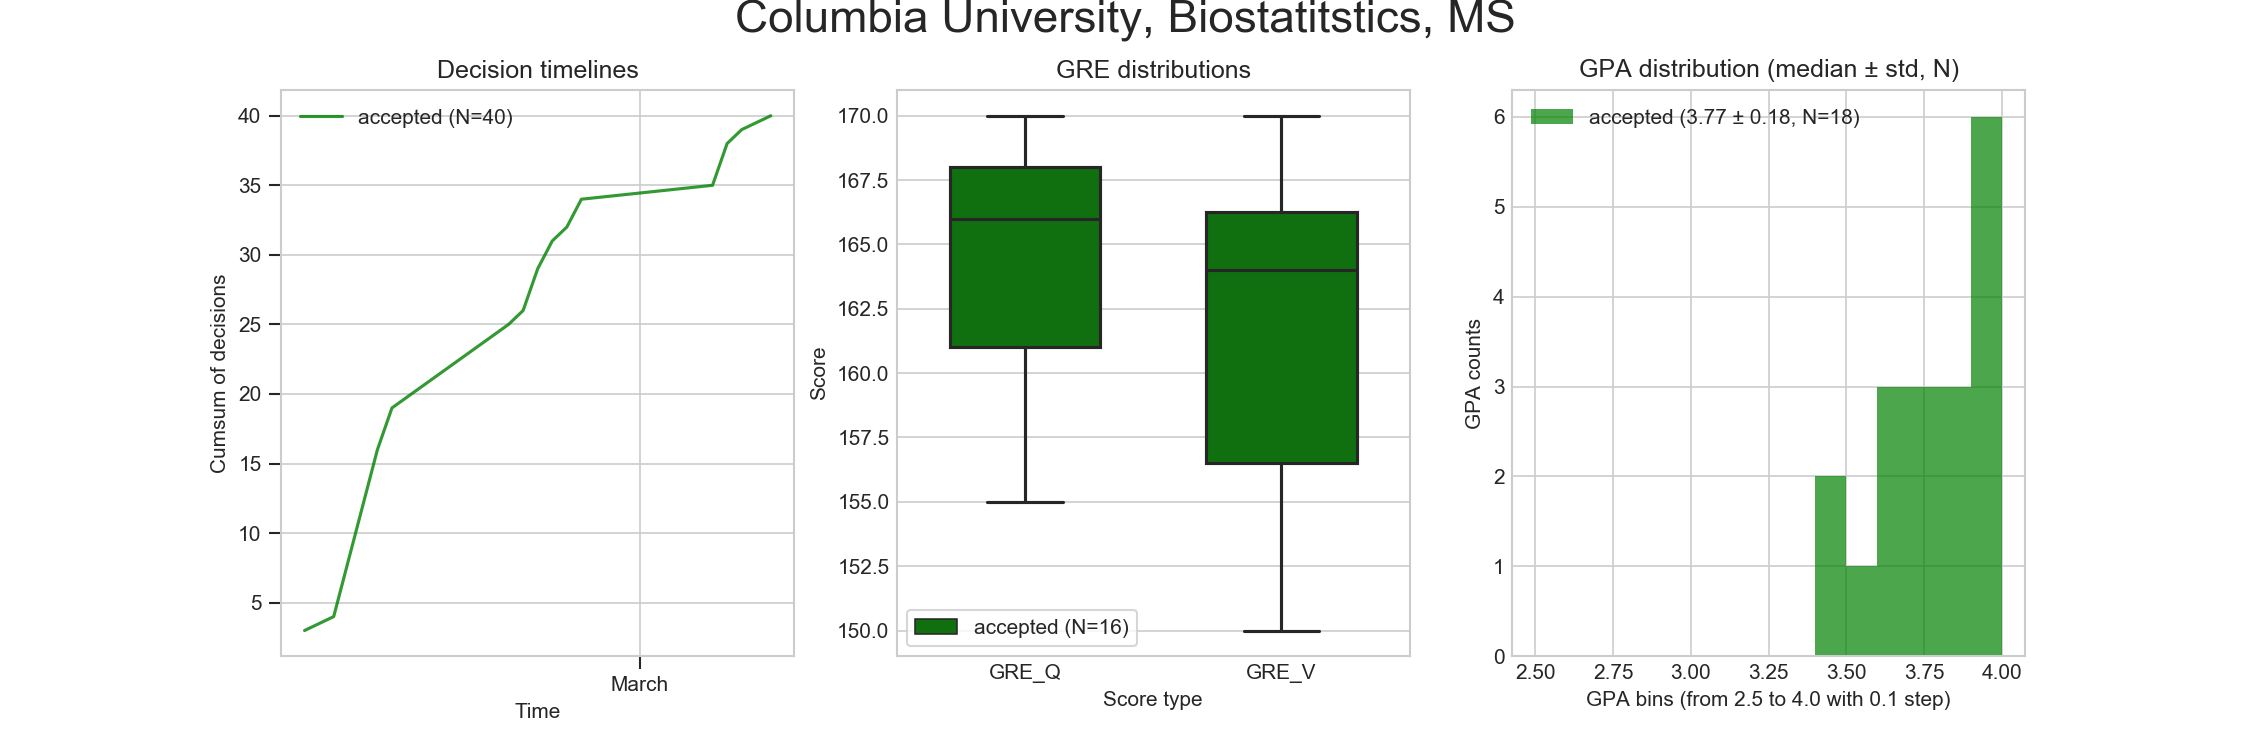 Columbia University, Biostatitstics, MS
Decision timelines
accepted (N=40)
40
35
30
25
20
15
10
5
Cumsum of decisions
March
Time
GRE distributions
170.0
167.5
165.0
162.5
160.0
157.5
155.0
152.5
150.0
Score
accepted (N=16)
GRE_Q GRE_V
Score type
GPA distribution (median ± std, N)
accepted (3.77 ± 0.18, N=18)
6
5
4
3
2
1
0
GPA counts
2.50 2.75 3.00 3.25 3.50 3.75 4.00
GPA bins (from 2.5 to 4.0 with 0.1 step)